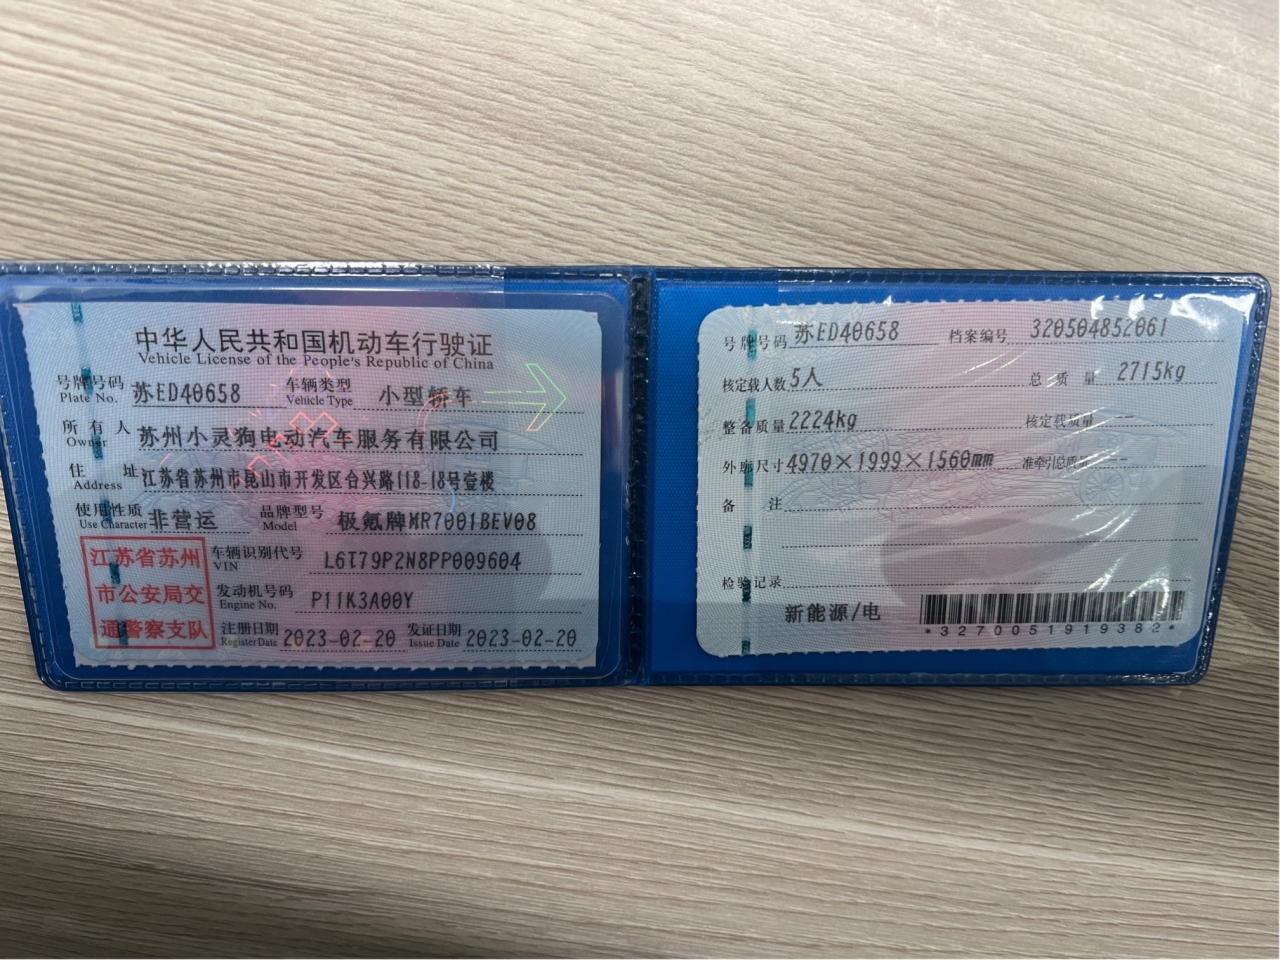 中华人民共和国机动车行驶证
Vehicle License of the People's Republic of China
号牌号码 苏ED40658 车辆类型 小型轿车
Plate No. Vehicle Type
所有人 苏州小灵狗电动汽车服务有限公司
Owner
住址 江苏省苏州市昆山市开发区合兴路118-18号壹楼
Address
使用性质 非营运 品牌型号 极氪牌MR7001BEV08
Use Character Model
江苏省苏州
市公安局交
通警察支队
车辆识别代号 L6T79P2N8PP009604
VIN
发动机号码 P11K3A00Y
Engine No.
注册日期 2023-02-20 发证日期 2023-02-20
Register Date Issue Date
号牌号码 苏ED40658 档案编号 320504852061
核定载人数 5人 总质量 2715kg
整备质量 2224kg 核定载质量 ——
外廓尺寸 4970×1999×1560mm 准牵引总质量 ——
备注
检验记录
新能源/电
*3270051919382*